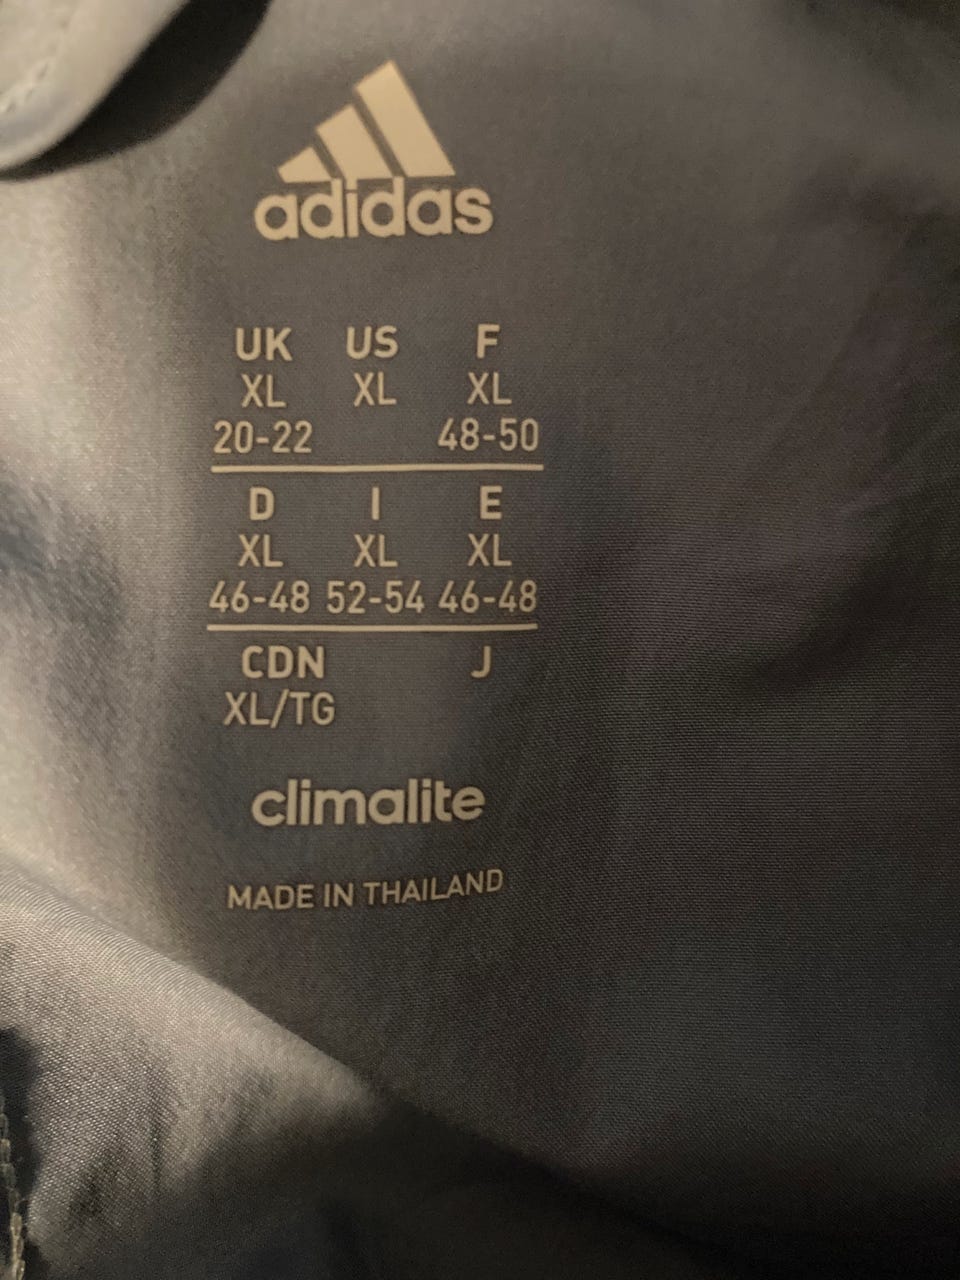 adidas
UK US F
XL XL XL
20-22 48-50
D I E
XL XL XL
46-48 52-54 46-48
CDN J
XL/TG
climalite
MADE IN THAILAND